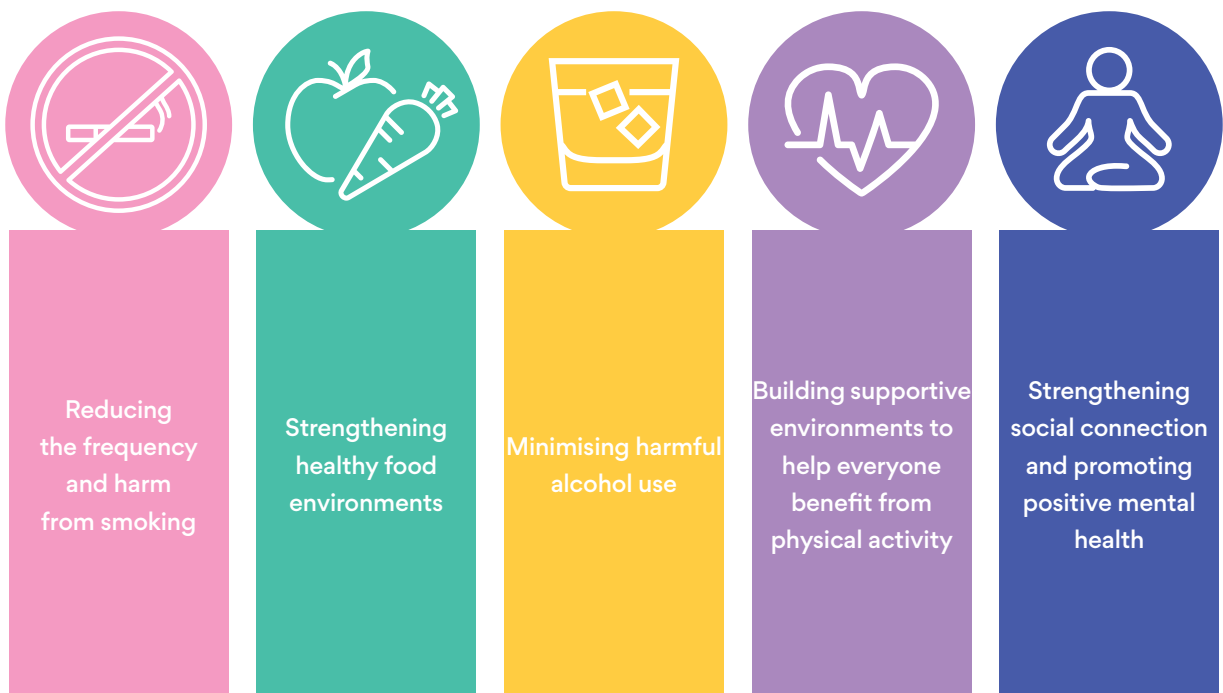 Reducing
the frequency
and harm
from smoking
Strengthening
healthy food
environments
Minimising harmful
alcohol use
Building supportive
environments to
help everyone
benefit from
physical activity
Strengthening
social connection
and promoting
positive mental
health